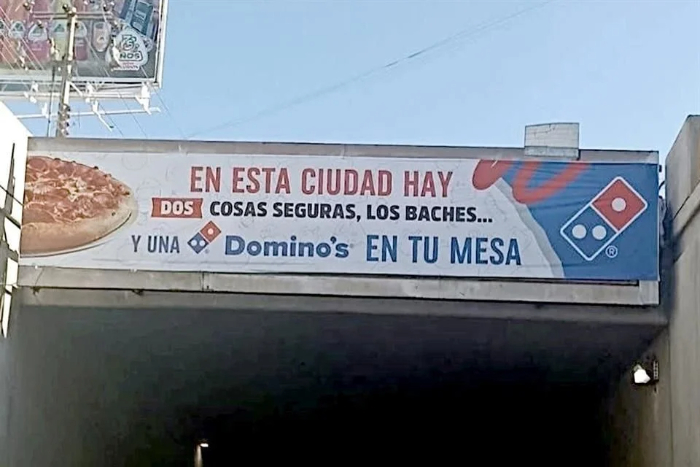 EN ESTA CIUDAD HAY
DOS COSAS SEGURAS, LOS BACHES...
Y UNA Domino's EN TU MESA
®